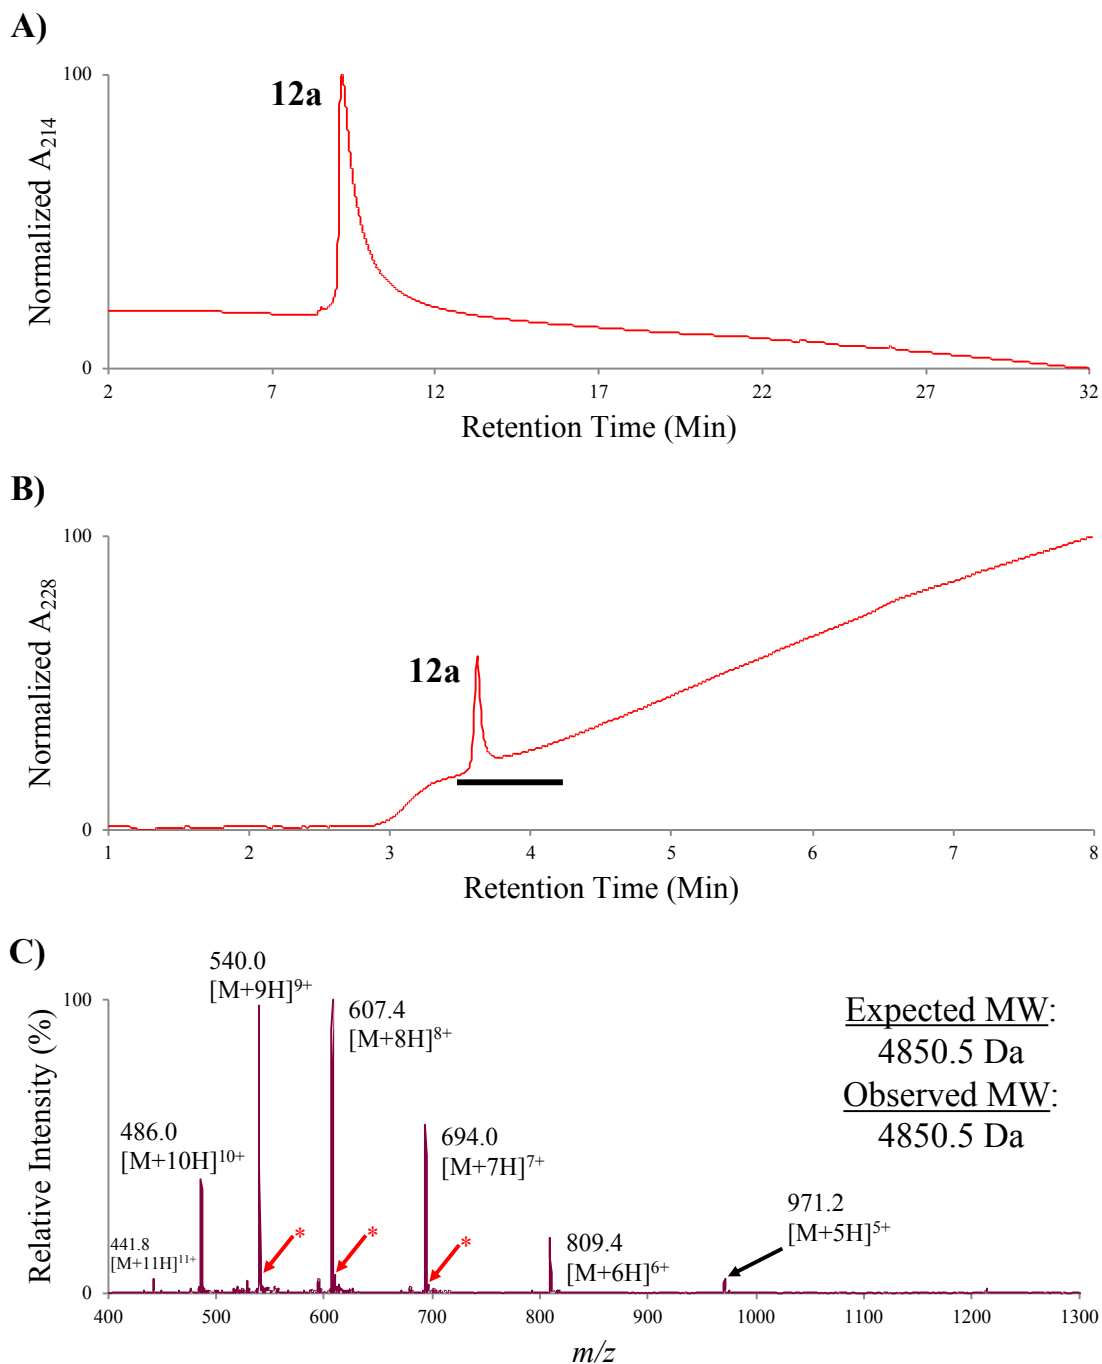 A)
100
12a
Normalized A₂₁₄
0
2 7 12 17 22 27 32
Retention Time (Min)
B)
100
12a
Normalized A₂₂₈
0
1 2 3 4 5 6 7 8
Retention Time (Min)
C)
540.0
[M+9H]⁹⁺
100
607.4
[M+8H]⁸⁺
Expected MW:
4850.5 Da
Observed MW:
4850.5 Da
Relative Intensity (%)
486.0
[M+10H]¹⁰⁺
694.0
[M+7H]⁷⁺
971.2
[M+5H]⁵⁺
* * *
441.8
[M+11H]¹¹⁺
809.4
[M+6H]⁶⁺
0
400 500 600 700 800 900 1000 1100 1200 1300
m/z